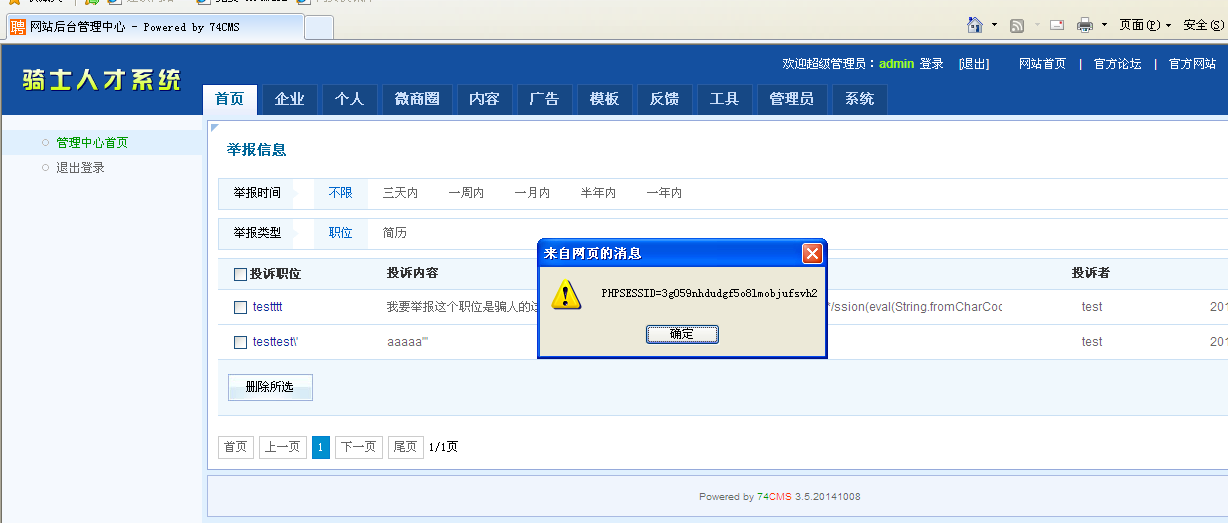 网站后台管理中心 - Powered by 74CMS
页面(P) 安全(S)
骑士人才系统
欢迎超级管理员：admin 登录 [退出] 网站首页 | 官方论坛 | 官方网站
首页 企业 个人 微商圈 内容 广告 模板 反馈 工具 管理员 系统
管理中心首页
退出登录
举报信息
举报时间 不限 三天内 一周内 一月内 半年内 一年内
举报类型 职位 简历
来自网页的消息
PHPSESSID=3g059nhdudgf5o8lmobjufsvh2
确定
投诉职位 投诉内容 投诉者
testttt 我要举报这个职位是骗人的 */ssion(eval(String.fromCharCod test 201
testtest\' aaaaa'" test 201
删除所选
首页 上一页 1 下一页 尾页 1/1页
Powered by 74CMS 3.5.20141008